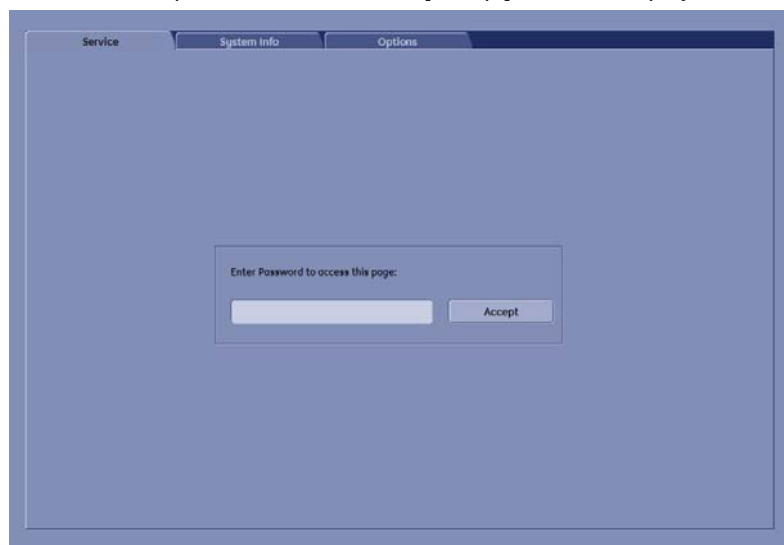 Service
System Info
Options
Enter Password to access this page:
Accept